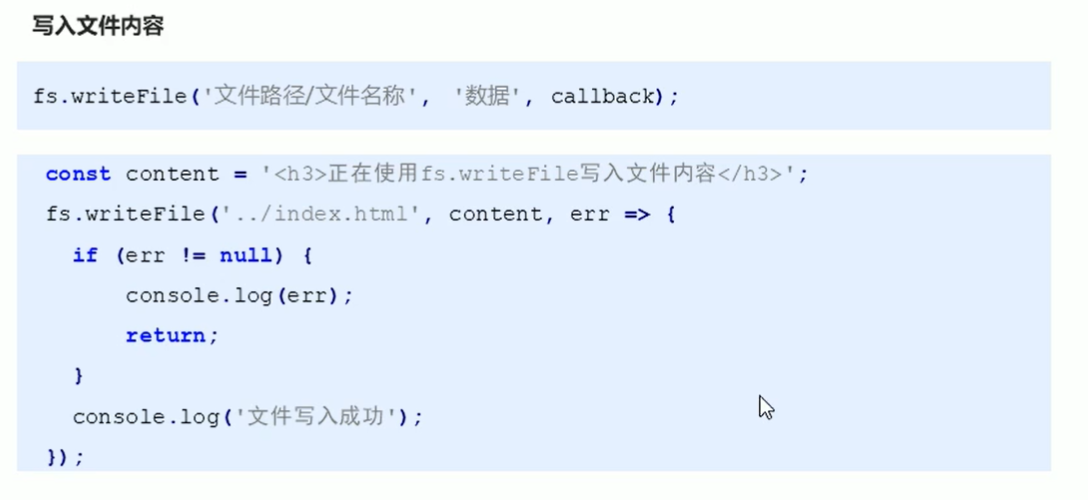 写入文件内容
fs.writeFile('文件路径/文件名称', '数据', callback);
const content = '<h3>正在使用fs.writeFile写入文件内容</h3>';
fs.writeFile('../index.html', content, err => {
if (err != null) {
console.log(err);
return;
}
console.log('文件写入成功');
});